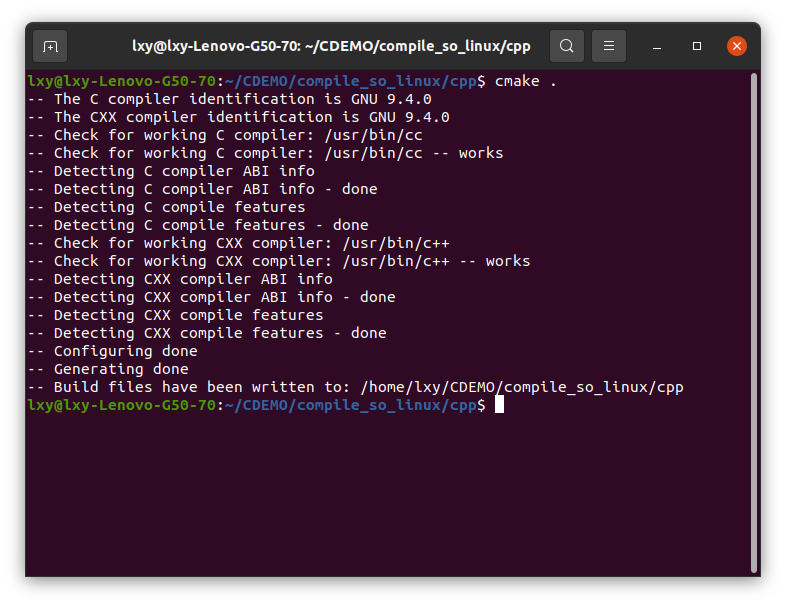 lxy@lxy-Lenovo-G50-70: ~/CDEMO/compile_so_linux/cpp
lxy@lxy-Lenovo-G50-70:~/CDEMO/compile_so_linux/cpp$ cmake .
-- The C compiler identification is GNU 9.4.0
-- The CXX compiler identification is GNU 9.4.0
-- Check for working C compiler: /usr/bin/cc
-- Check for working C compiler: /usr/bin/cc -- works
-- Detecting C compiler ABI info
-- Detecting C compiler ABI info - done
-- Detecting C compile features
-- Detecting C compile features - done
-- Check for working CXX compiler: /usr/bin/c++
-- Check for working CXX compiler: /usr/bin/c++ -- works
-- Detecting CXX compiler ABI info
-- Detecting CXX compiler ABI info - done
-- Detecting CXX compile features
-- Detecting CXX compile features - done
-- Configuring done
-- Generating done
-- Build files have been written to: /home/lxy/CDEMO/compile_so_linux/cpp
lxy@lxy-Lenovo-G50-70:~/CDEMO/compile_so_linux/cpp$